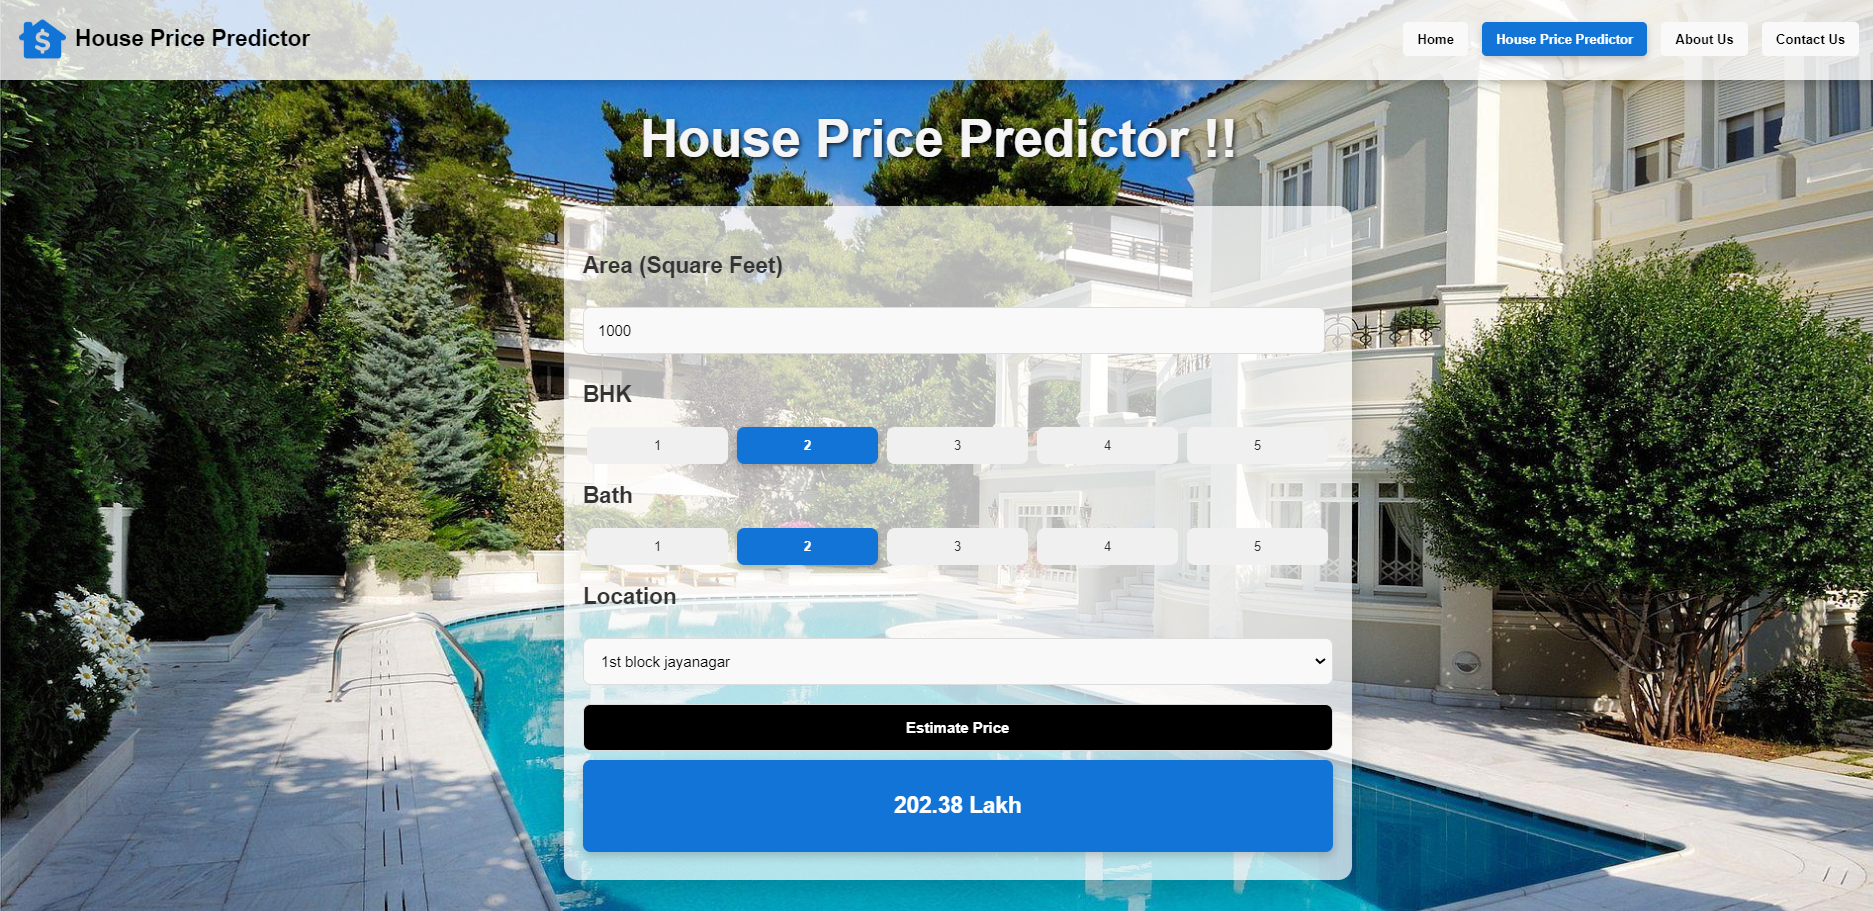 House Price Predictor
Home House Price Predictor About Us Contact Us
House Price Predictor !!
Area (Square Feet)
1000
BHK
1 2 3 4 5
Bath
1 2 3 4 5
Location
1st block jayanagar
Estimate Price
202.38 Lakh